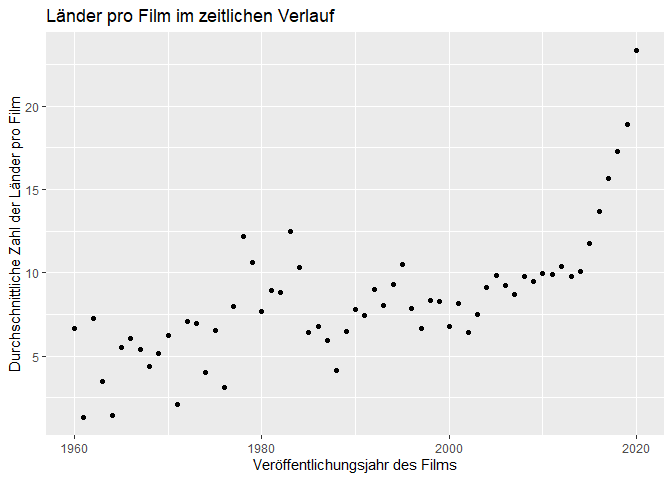 Länder pro Film im zeitlichen Verlauf
Durchschnittliche Zahl der Länder pro Film
20
15
10
5
1960
1980
2000
2020
Veröffentlichungsjahr des Films